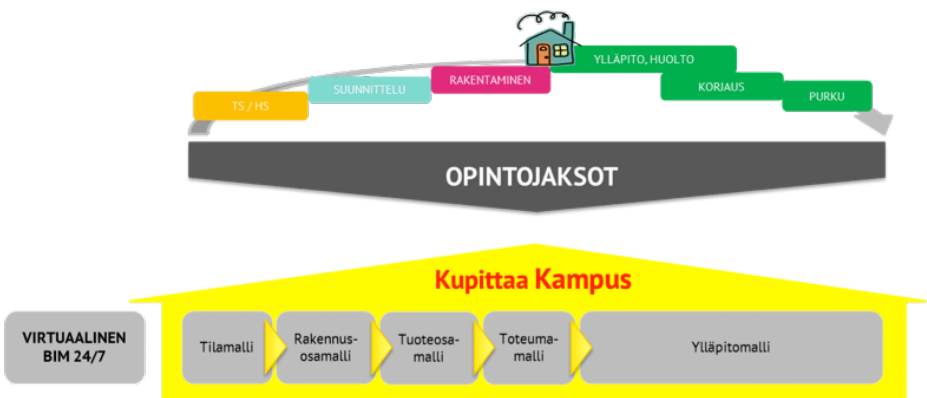 YLLÄPITO, HUOLTO
RAKENTAMINEN
SUUNNITTELU
KORJAUS
PURKU
TS / HS
OPINTOJAKSOT
Kupittaa Kampus
VIRTUAALINEN
BIM 24/7
Tilamalli
Rakennus-
osamalli
Tuoteosa-
malli
Toteuma-
malli
Ylläpitomalli